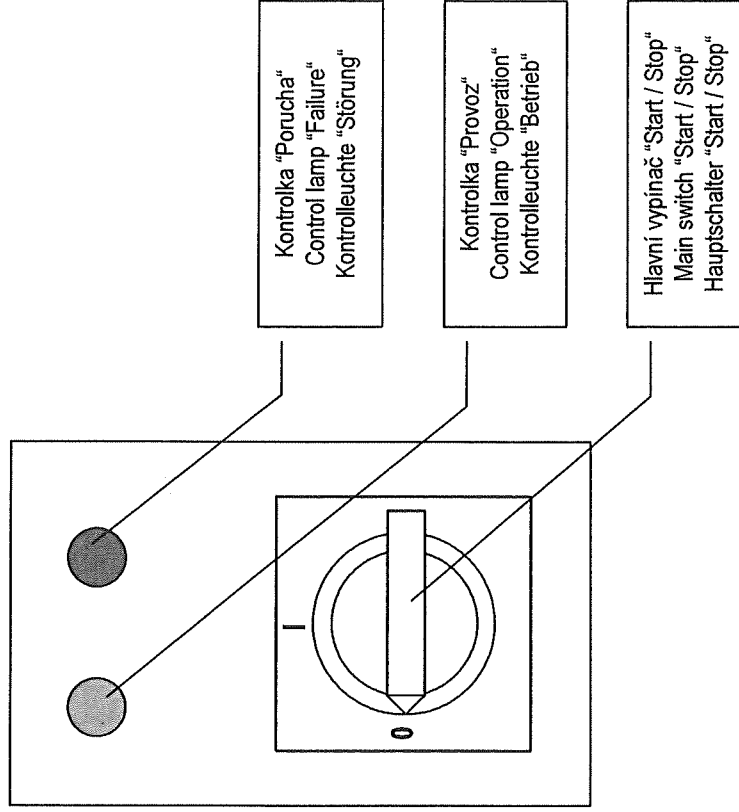 Kontrolka “Porucha“
Control lamp “Failure“
Kontrolleuchte “Störung“
Kontrolka “Provoz“
Control lamp “Operation“
Kontrolleuchte “Betrieb“
Hlavní vypínač “Start / Stop“
Main switch “Start / Stop“
Hauptschalter “Start / Stop“
I
0